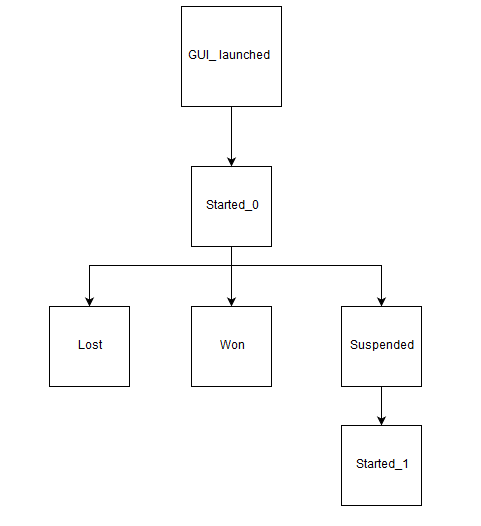 GUI_ launched
Started_0
Lost
Won
Suspended
Started_1